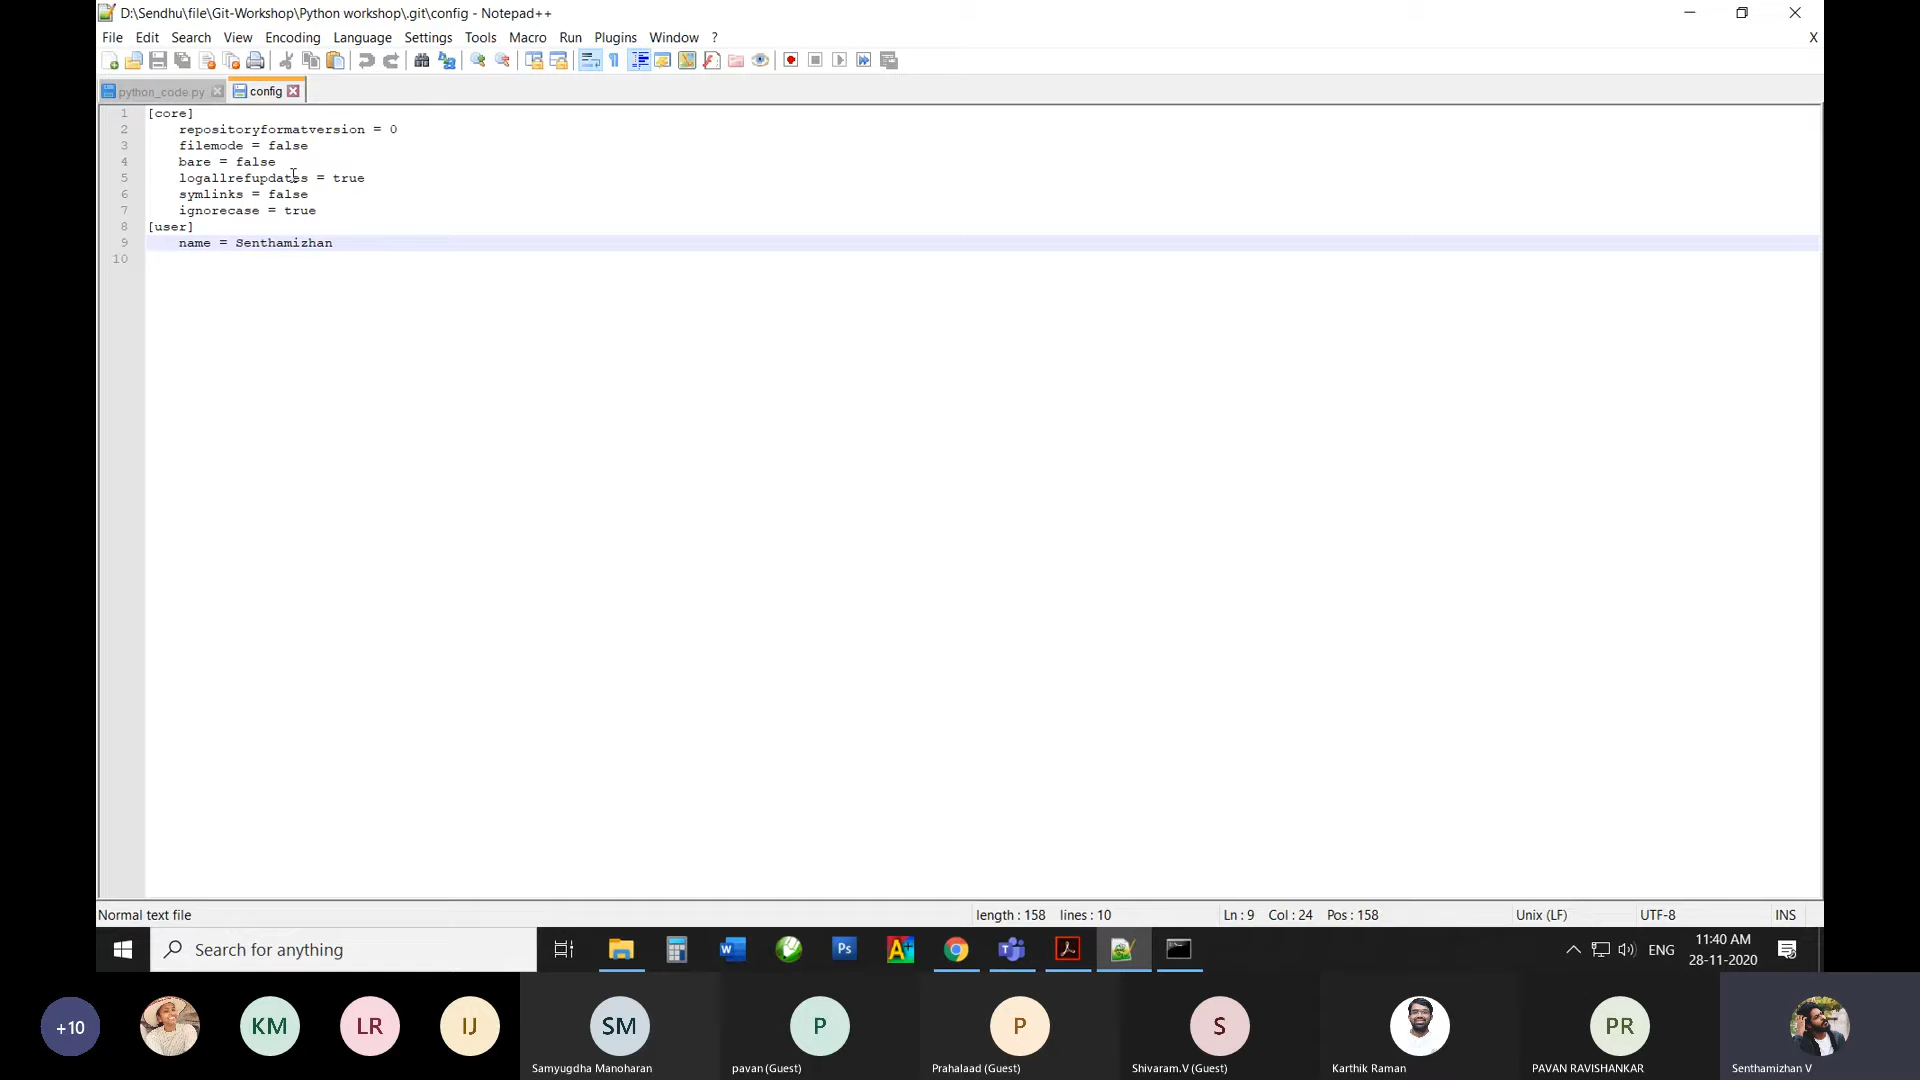 D:\Sendhu\file\Git-Workshop\Python workshop\.git\config - Notepad++
File Edit Search View Encoding Language Settings Tools Macro Run Plugins Window ? X
python_code.py config
1 [core]
2 repositoryformatversion = 0
3 filemode = false
4 bare = false
5 logallrefupdates = true
6 symlinks = false
7 ignorecase = true
8 [user]
9 name = Senthamizhan
10
Normal text file length : 158 lines : 10 Ln : 9 Col : 24 Pos : 158 Unix (LF) UTF-8 INS
Search for anything ENG 11:40 AM
28-11-2020
+10 KM LR IJ SM P P S PR
Samyugdha Manoharan pavan (Guest) Prahalaad (Guest) Shivaram.V (Guest) Karthik Raman PAVAN RAVISHANKAR Senthamizhan V